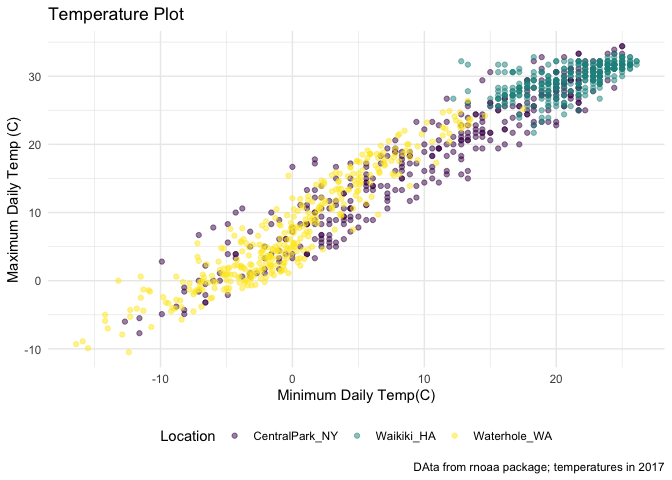 Temperature Plot
Maximum Daily Temp (C)
30
20
10
0
-10
-10 0 10 20
Minimum Daily Temp(C)
Location CentralPark_NY Waikiki_HA Waterhole_WA
DAta from rnoaa package; temperatures in 2017